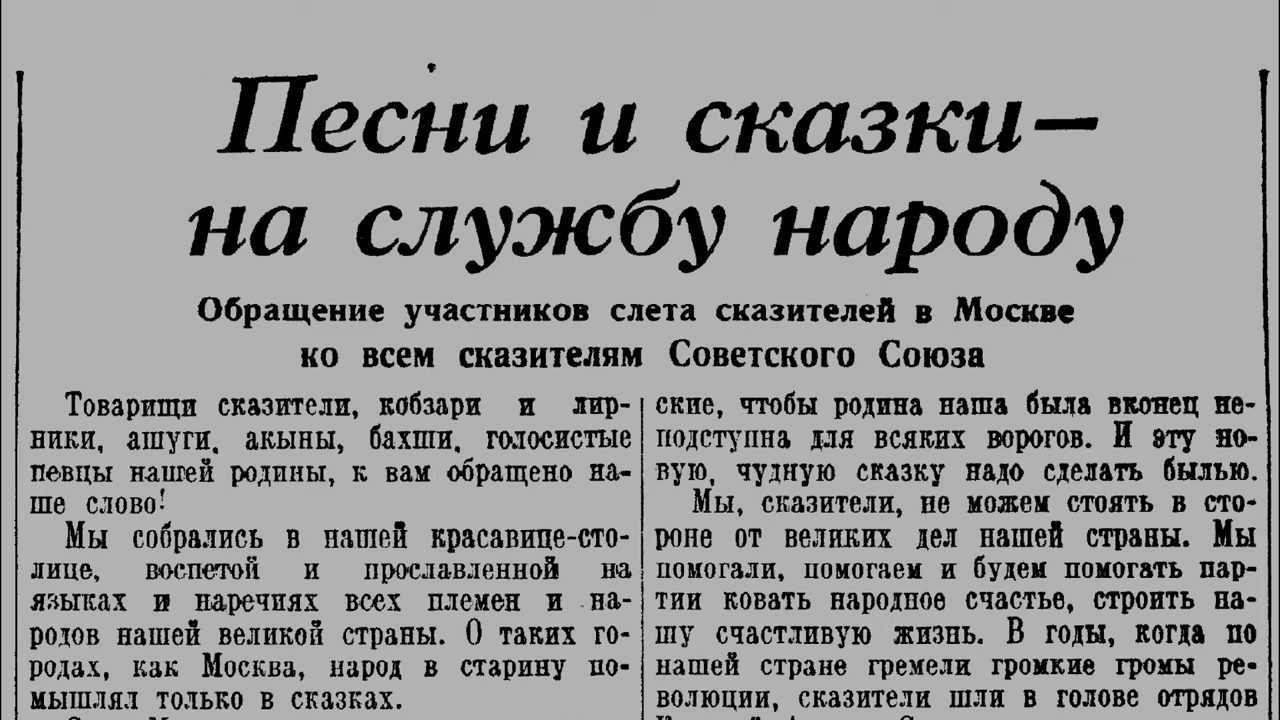 Песни и сказки—
на службу народу
Обращение участников слета сказителей в Москве
ко всем сказителям Советского Союза
Товарищи сказители, кобзари и лир-
ники, ашуги, акыны, бахши, голосистые
певцы нашей родины, к вам обращено на-
ше слово!
Мы собрались в нашей красавице-сто-
лице, воспетой и прославленной на
языках и наречиях всех племен и на-
родов нашей великой страны. О таких го-
родах, как Москва, народ в старину по-
мышлял только в сказках.
ские, чтобы родина наша была вконец не-
подступна для всяких ворогов. И эту но-
вую, чудную сказку надо сделать былью.
Мы, сказители, не можем стоять в сто-
роне от великих дел нашей страны. Мы
помогали, помогаем и будем помогать пар-
тии ковать народное счастье, строить на-
шу счастливую жизнь. В годы, когда по
нашей стране гремели громкие громы ре-
волюции, сказители шли в голове отрядов